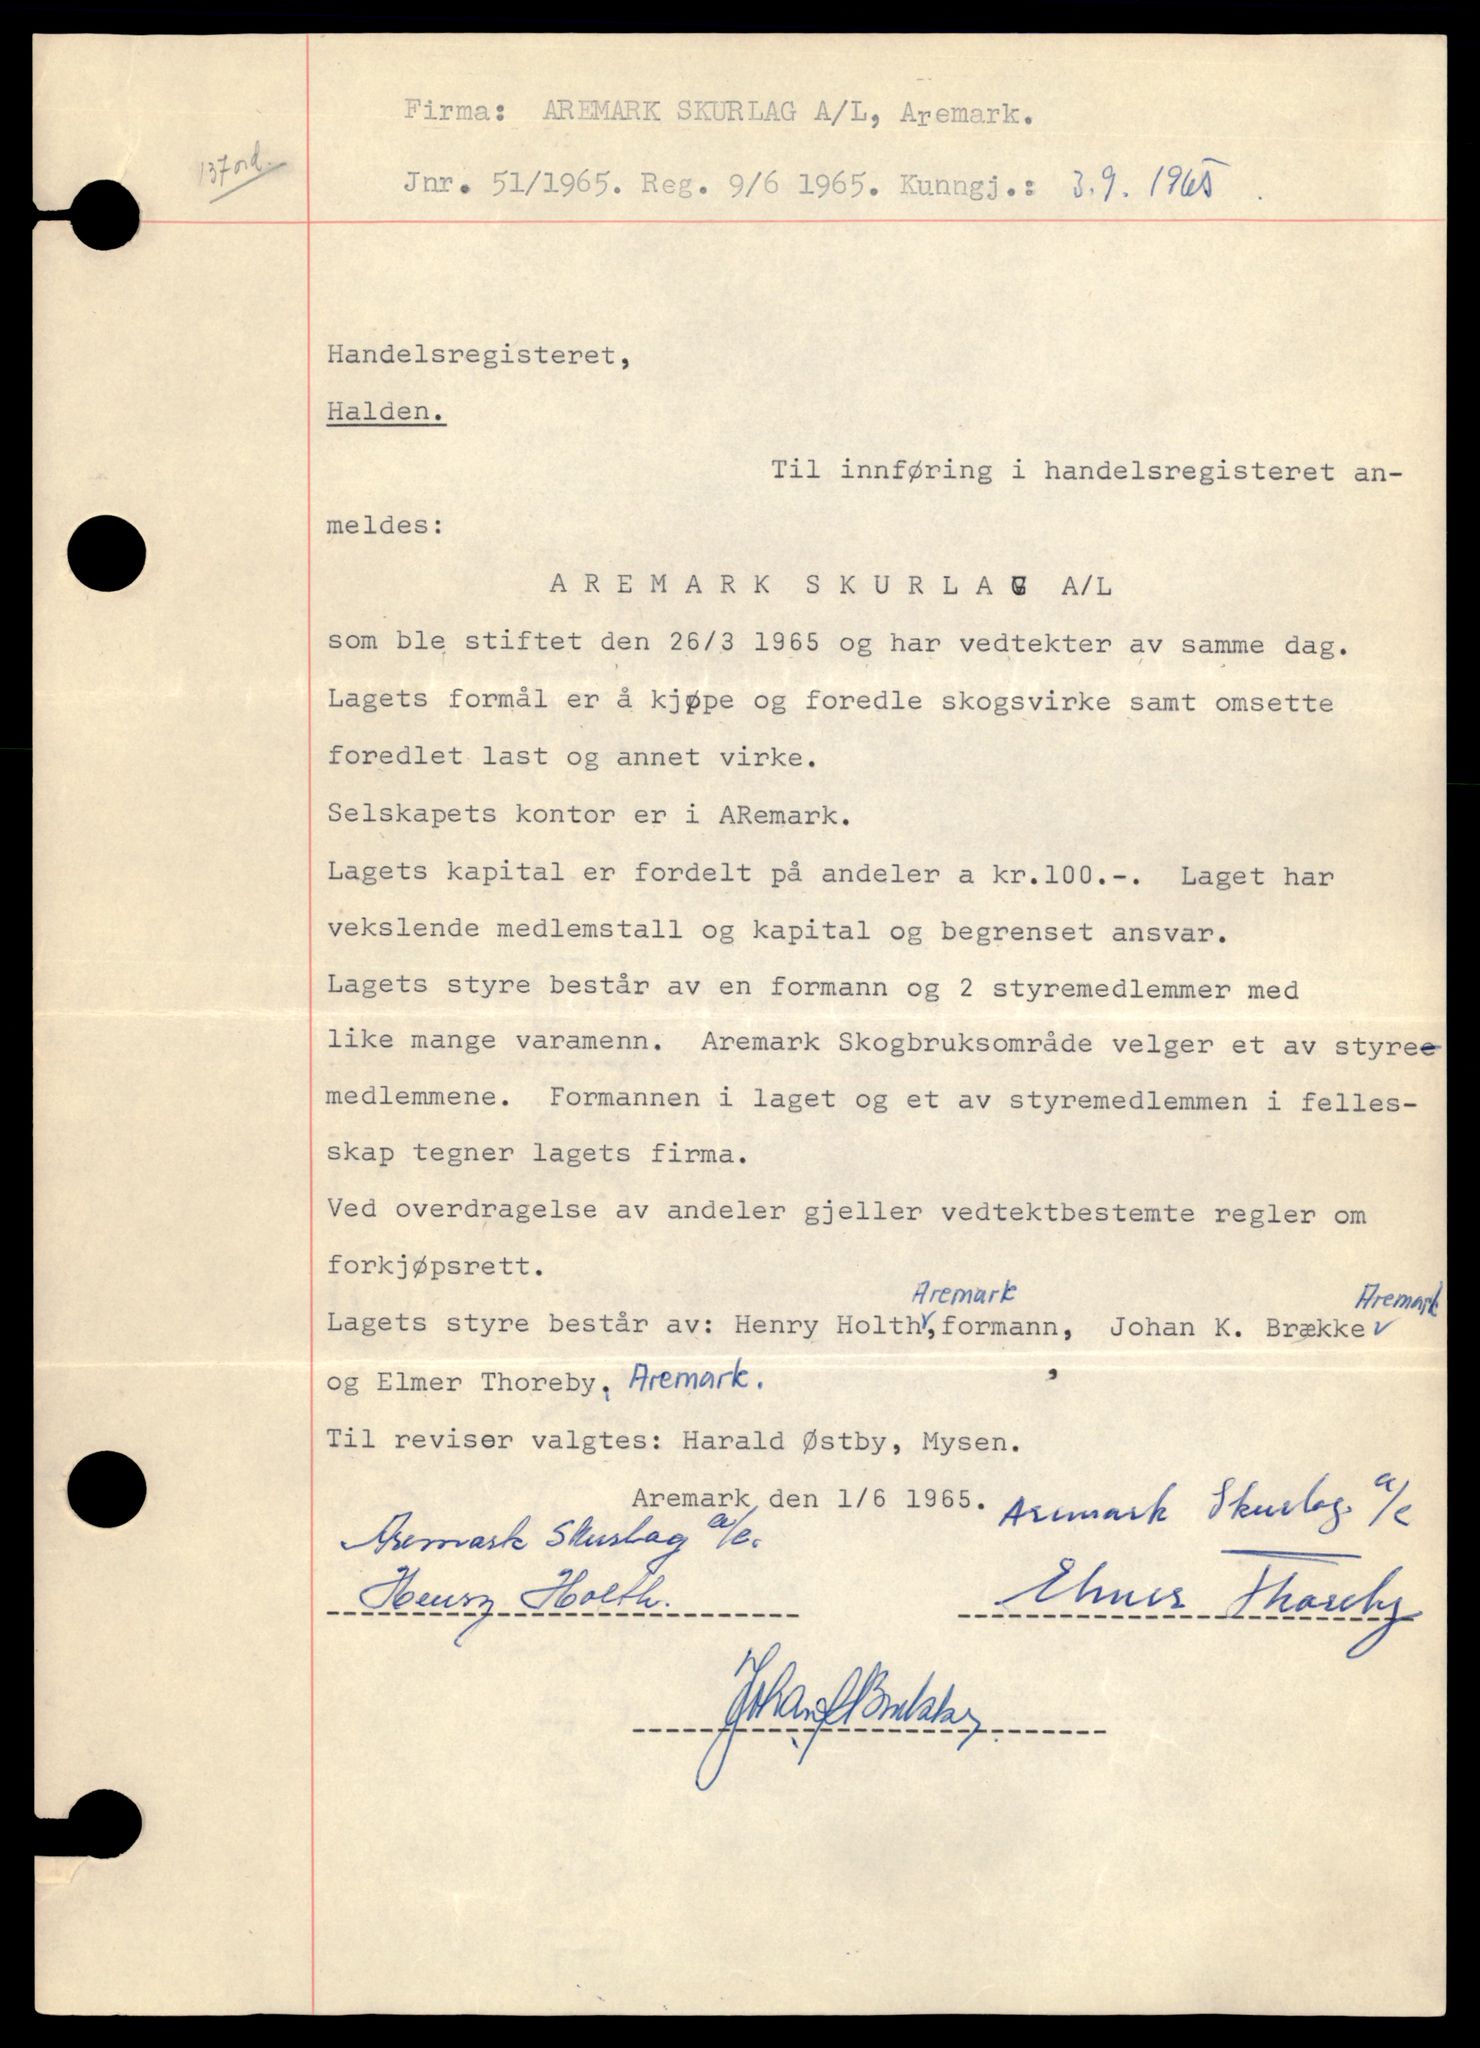 Firma: AREMARK SKURLAG A/L, Aremark.
137 ord.
Jnr. 51/1965. Reg. 9/6 1965. Kunngj.: 3.9. 1965.
Handelsregisteret,
Halden.
Til innføring i handelsregisteret an-
meldes:
A R E M A R K  S K U R L A G  A/L
som ble stiftet den 26/3 1965 og har vedtekter av samme dag.
Lagets formål er å kjøpe og foredle skogsvirke samt omsette
foredlet last og annet virke.
Selskapets kontor er i ARemark.
Lagets kapital er fordelt på andeler a kr.100.-. Laget har
vekslende medlemstall og kapital og begrenset ansvar.
Lagets styre består av en formann og 2 styremedlemmer med
like mange varamenn. Aremark Skogbruksområde velger et av styre-
medlemmene. Formannen i laget og et av styremedlemmen i felles-
skap tegner lagets firma.
Ved overdragelse av andeler gjeller vedtektbestemte regler om
forkjøpsrett.
Aremark Aremark
Lagets styre består av: Henry Holth, formann, Johan K. Brække
og Elmer Thoreby, Aremark.
Til revisor valgtes: Harald Østby, Mysen.
Aremark den 1/6 1965.
Aremark Skurlag a/l. Aremark Skurlag a/l
Henry Holth. Elmer Thoreby
Johan K Brække